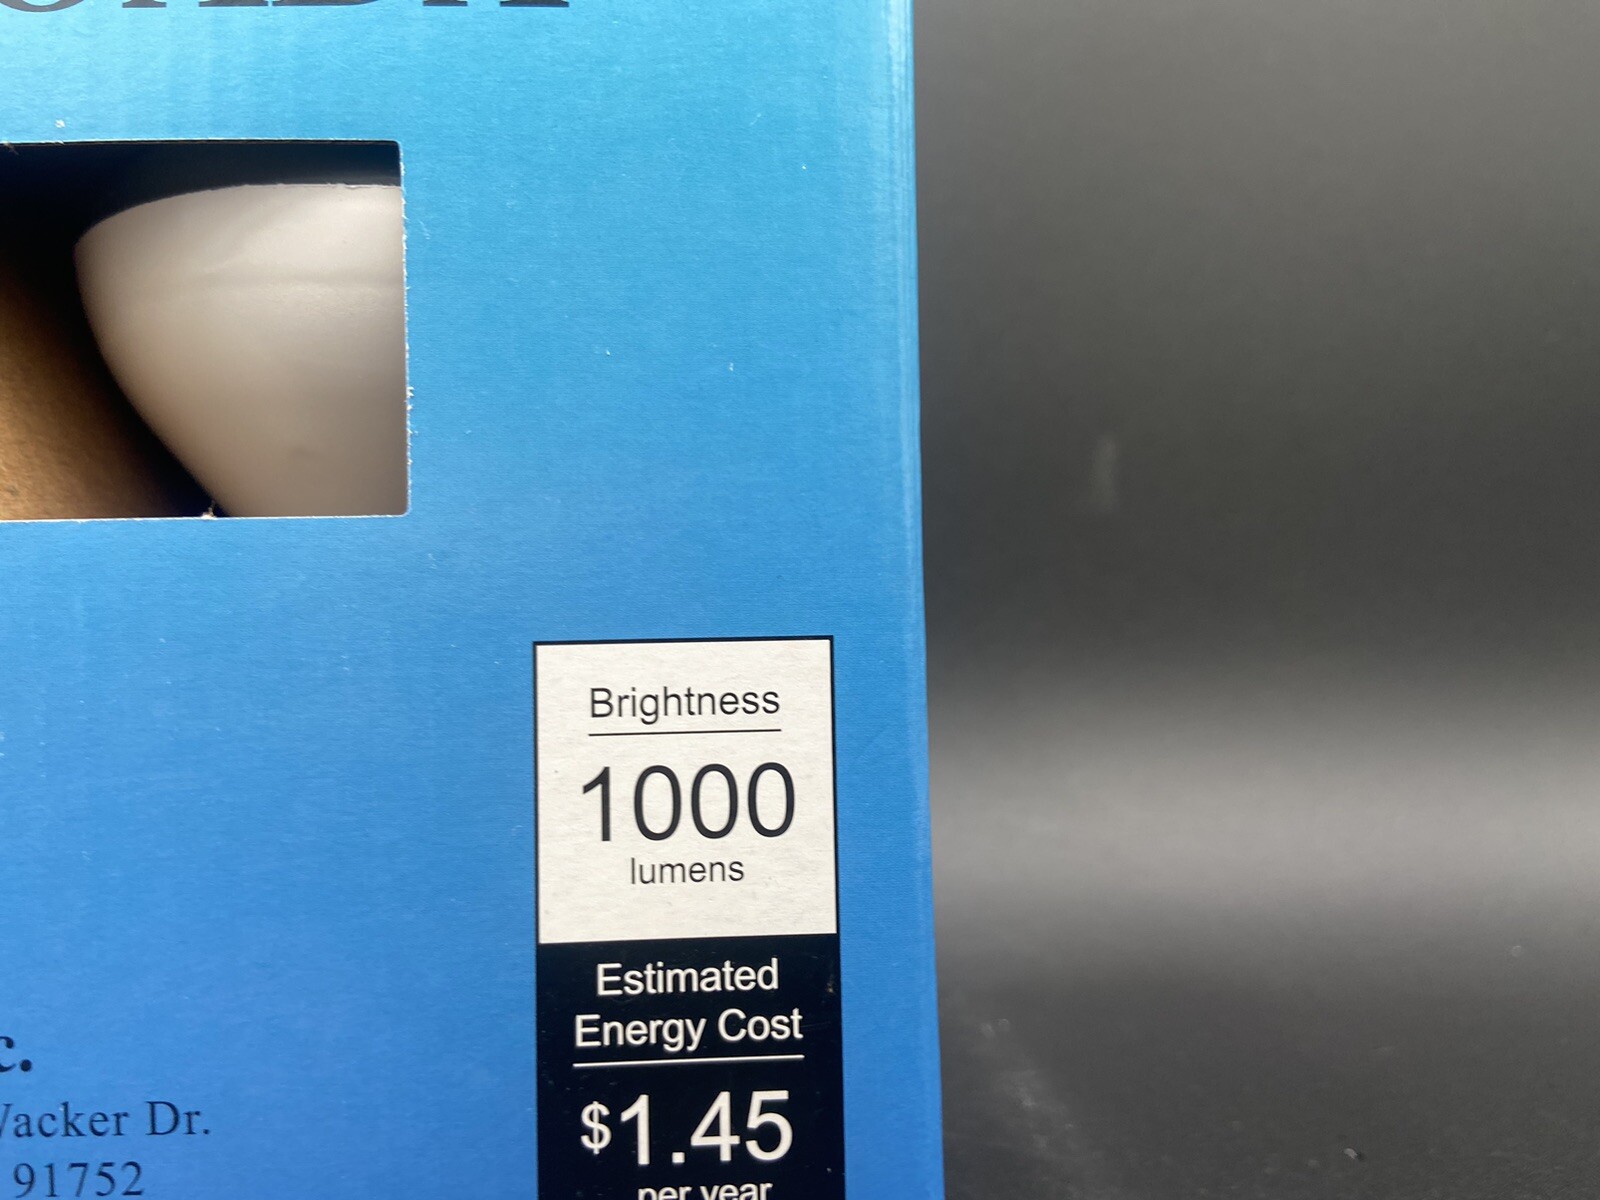 Brightness
1000
lumens
Estimated
Energy Cost
$1.45
per year
c.
Wacker Dr.
91752